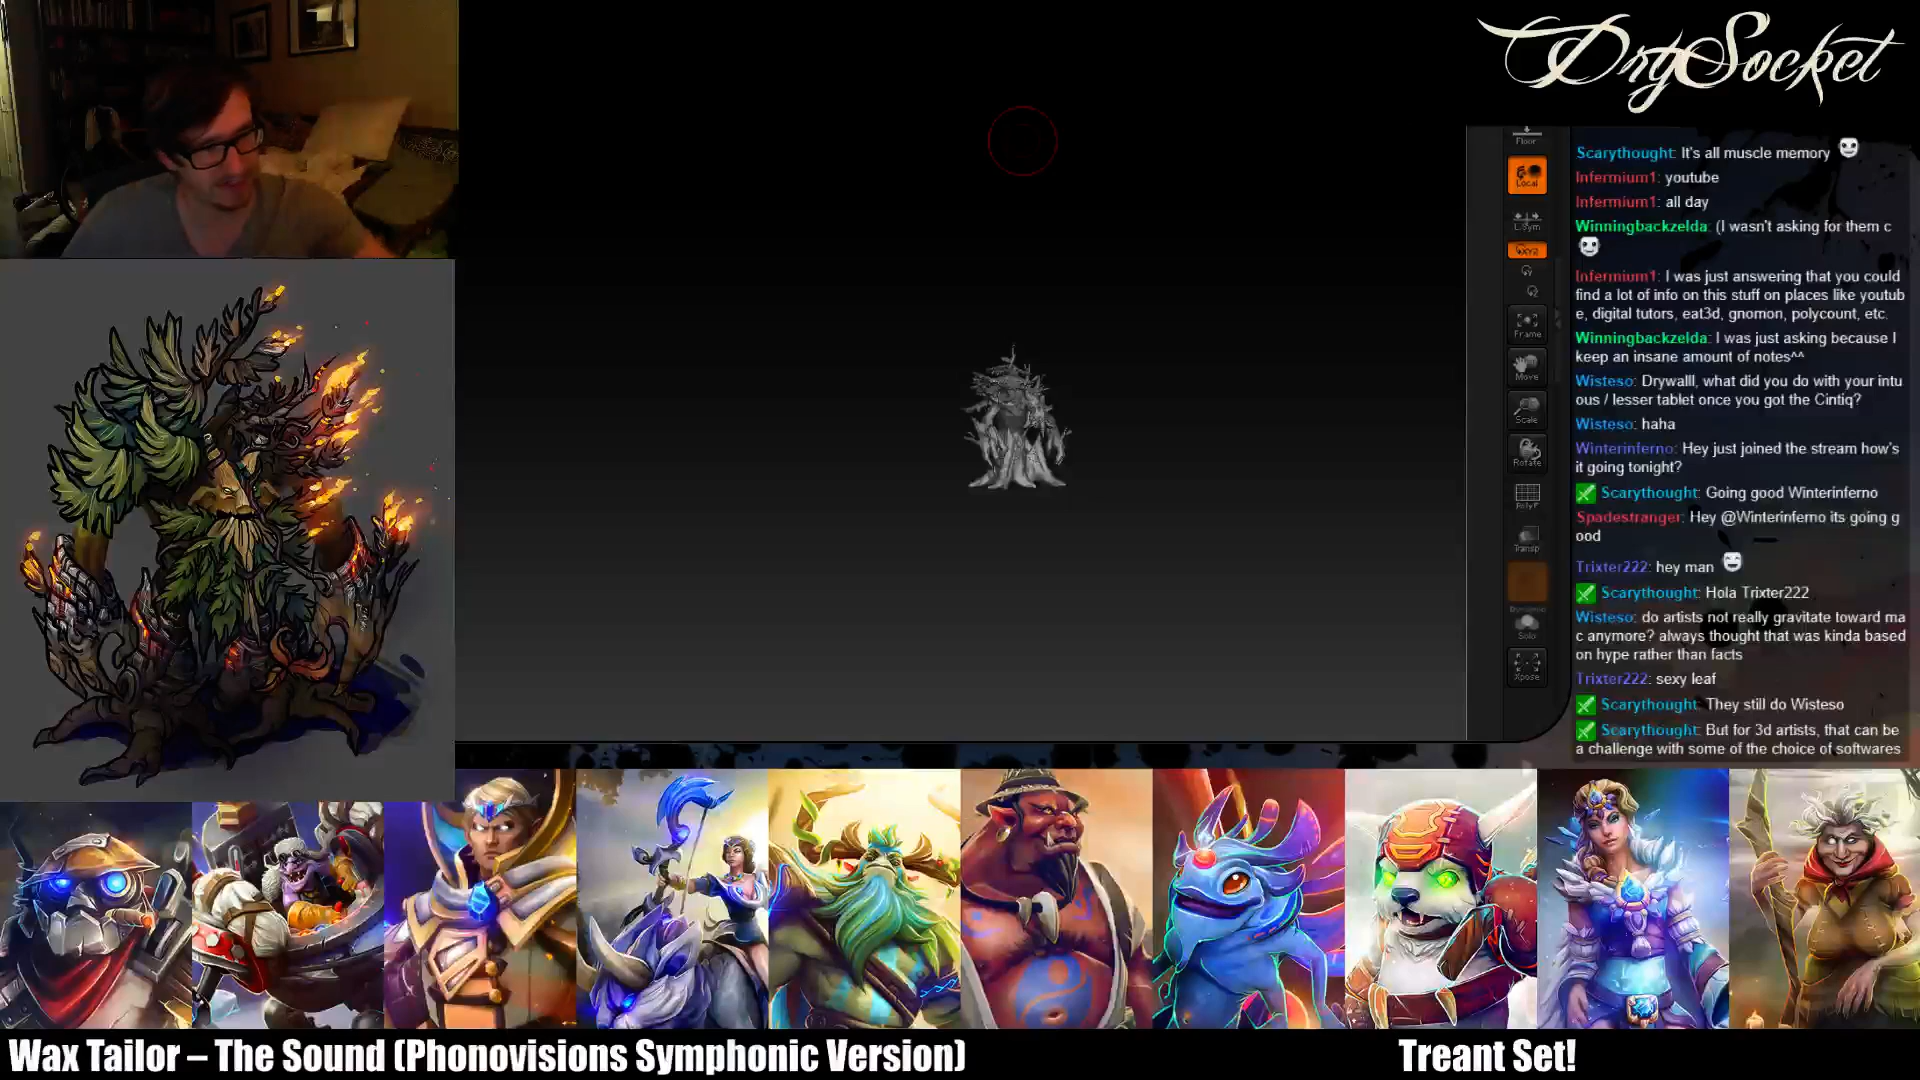 DrySocket
Floor
Local
L.Sym
Frame
Move
Scale
Rotate
PolyF
Transp
Dynamic
Solo
Xpose
Scarythought: It's all muscle memory
Infermium1: youtube
Infermium1: all day
Winningbackzelda: (I wasn't asking for them c
Infermium1: I was just answering that you could
find a lot of info on this stuff on places like youtub
e, digital tutors, eat3d, gnomon, polycount, etc.
Winningbackzelda: I was just asking because I
keep an insane amount of notes^^
Wisteso: Drywalll, what did you do with your intu
ous / lesser tablet once you got the Cintiq?
Wisteso: haha
Winterinferno: Hey just joined the stream how's
it going tonight?
Scarythought: Going good Winterinferno
Spadestranger: Hey @Winterinferno its going g
ood
Trixter222: hey man
Scarythought: Hola Trixter222
Wisteso: do artists not really gravitate toward ma
c anymore? always thought that was kinda based
on hype rather than facts
Trixter222: sexy leaf
Scarythought: They still do Wisteso
Scarythought: But for 3d artists, that can be
a challenge with some of the choice of softwares
Wax Tailor – The Sound (Phonovisions Symphonic Version)
Treant Set!